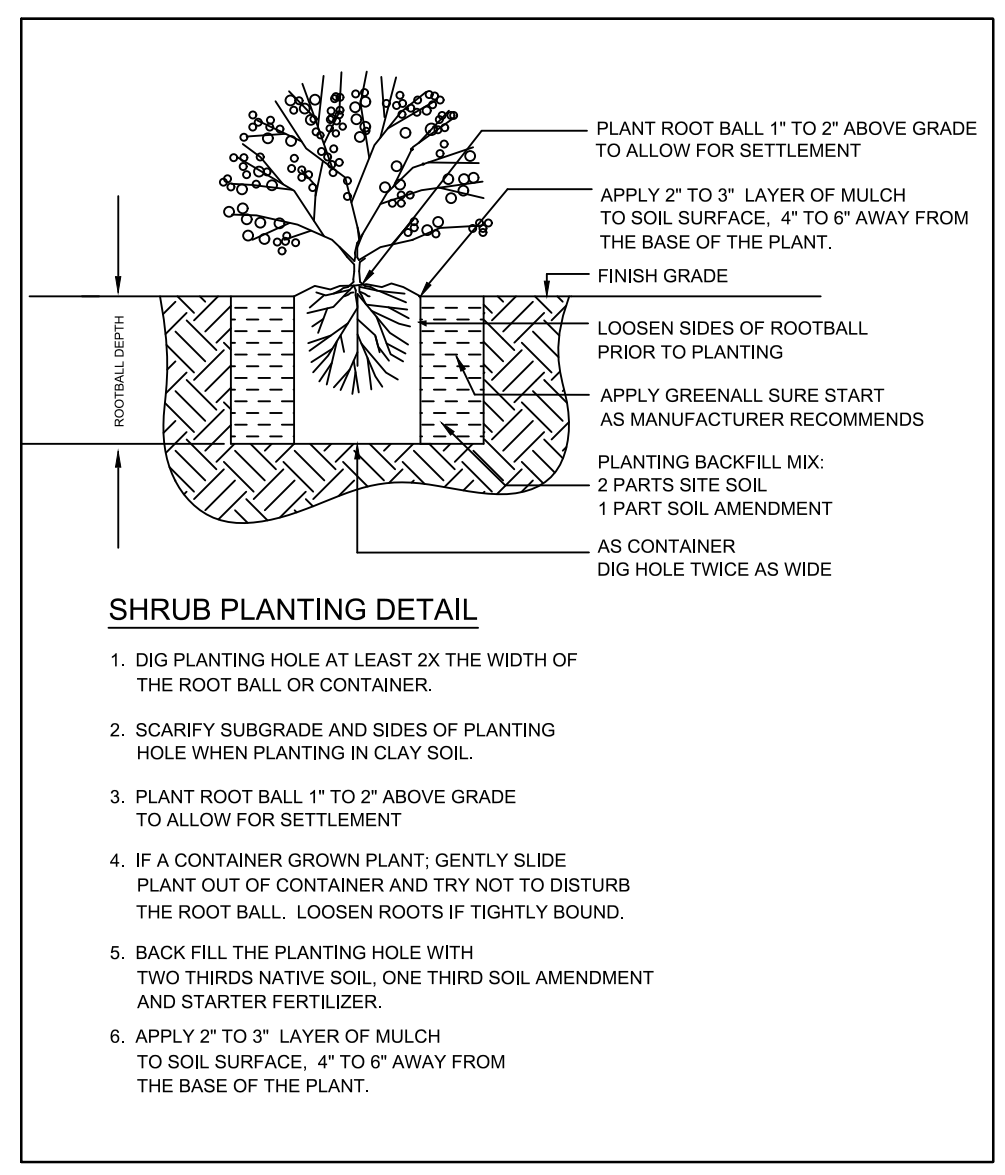 PLANT ROOT BALL 1" TO 2" ABOVE GRADE
TO ALLOW FOR SETTLEMENT
APPLY 2" TO 3" LAYER OF MULCH
TO SOIL SURFACE, 4" TO 6" AWAY FROM
THE BASE OF THE PLANT.
FINISH GRADE
ROOTBALL DEPTH
LOOSEN SIDES OF ROOTBALL
PRIOR TO PLANTING
APPLY GREENALL SURE START
AS MANUFACTURER RECOMMENDS
PLANTING BACKFILL MIX:
2 PARTS SITE SOIL
1 PART SOIL AMENDMENT
AS CONTAINER
DIG HOLE TWICE AS WIDE
SHRUB PLANTING DETAIL
1. DIG PLANTING HOLE AT LEAST 2X THE WIDTH OF
THE ROOT BALL OR CONTAINER.
2. SCARIFY SUBGRADE AND SIDES OF PLANTING
HOLE WHEN PLANTING IN CLAY SOIL.
3. PLANT ROOT BALL 1" TO 2" ABOVE GRADE
TO ALLOW FOR SETTLEMENT
4. IF A CONTAINER GROWN PLANT; GENTLY SLIDE
PLANT OUT OF CONTAINER AND TRY NOT TO DISTURB
THE ROOT BALL. LOOSEN ROOTS IF TIGHTLY BOUND.
5. BACK FILL THE PLANTING HOLE WITH
TWO THIRDS NATIVE SOIL, ONE THIRD SOIL AMENDMENT
AND STARTER FERTILIZER.
6. APPLY 2" TO 3" LAYER OF MULCH
TO SOIL SURFACE, 4" TO 6" AWAY FROM
THE BASE OF THE PLANT.